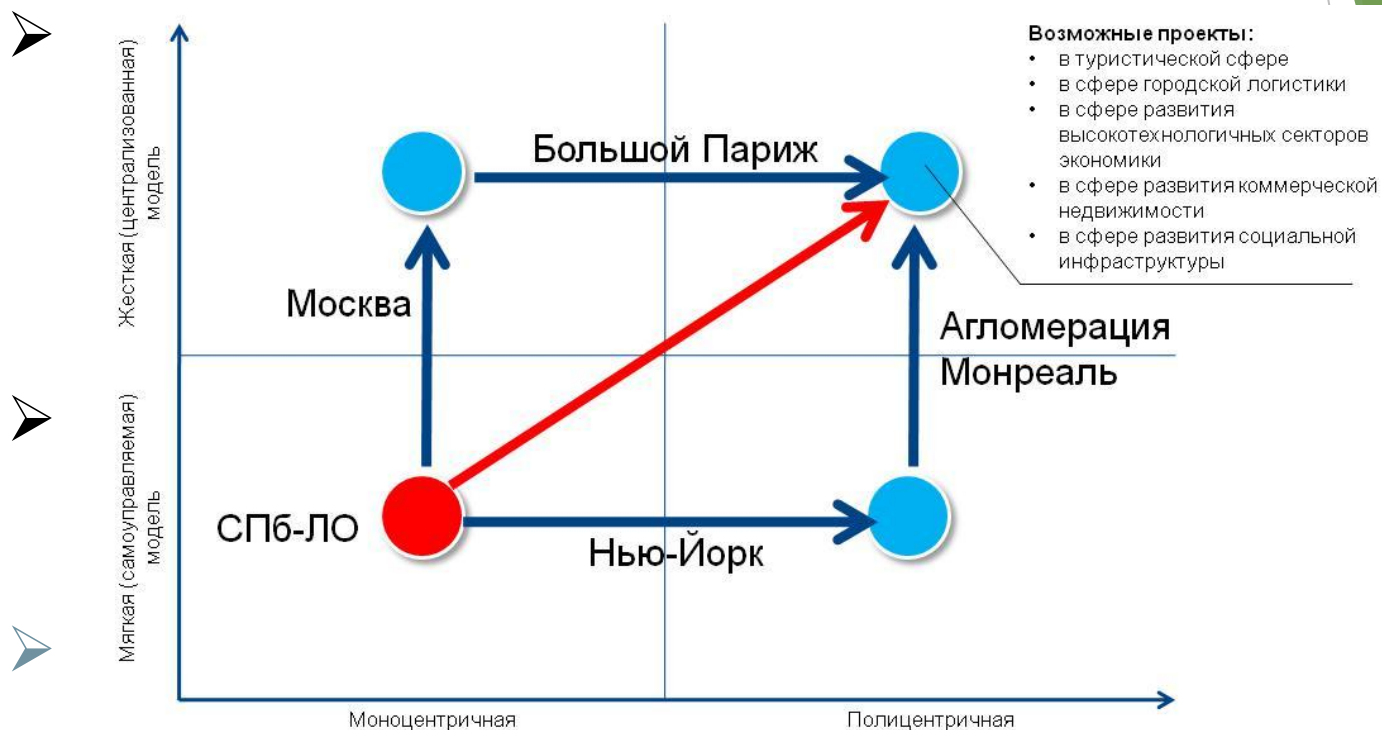 Возможные проекты:
• в туристической сфере
• в сфере городской логистики
• в сфере развития
высокотехнологичных секторов
экономики
• в сфере развития коммерческой
недвижимости
• в сфере развития социальной
инфраструктуры
Жесткая (централизованная)
модель
Большой Париж
Москва
Агломерация
Монреаль
Мягкая (самоуправляемая)
модель
СПб-ЛО
Нью-Йорк
Моноцентричная
Полицентричная